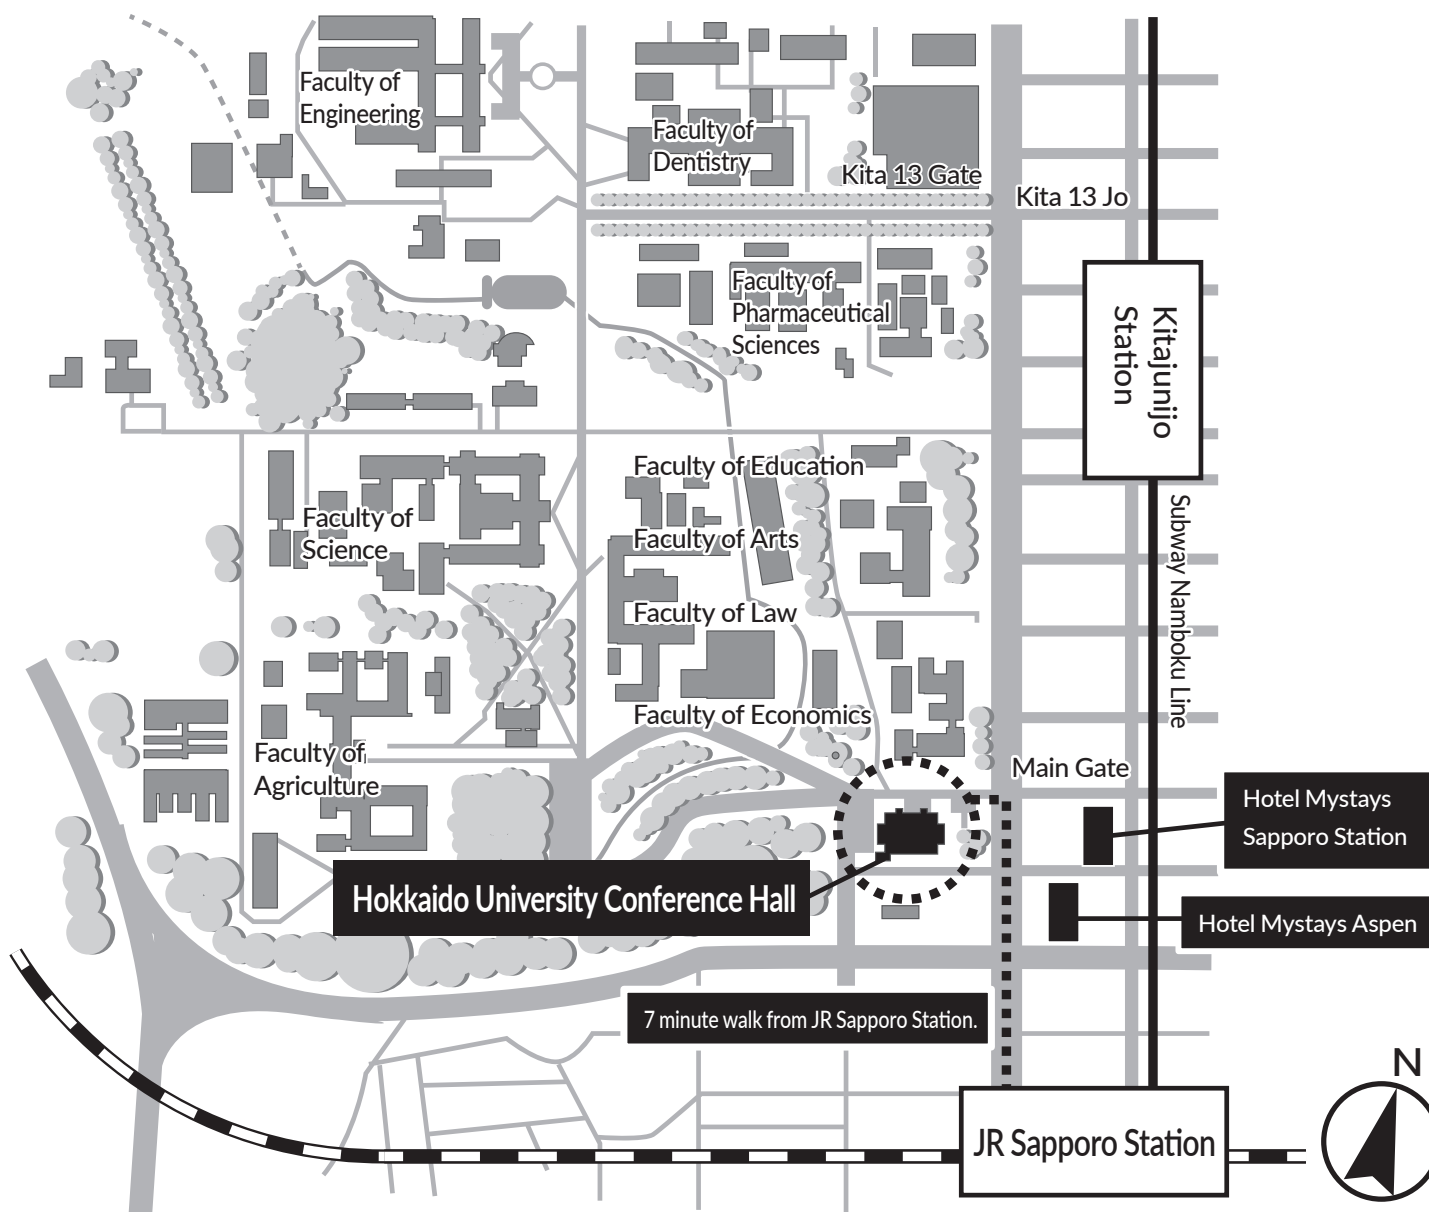 Faculty of
Engineering
Faculty of
Dentistry
Kita 13 Gate
Kita 13 Jo
Faculty of
Pharmaceutical
Sciences
Kitajunijo
Station
Faculty of Education
Faculty of
Science
Faculty of Arts
Subway Namboku Line
Faculty of Law
Faculty of Economics
Faculty of
Agriculture
Main Gate
Hotel Mystays
Sapporo Station
Hokkaido University Conference Hall
Hotel Mystays Aspen
7 minute walk from JR Sapporo Station.
N
JR Sapporo Station